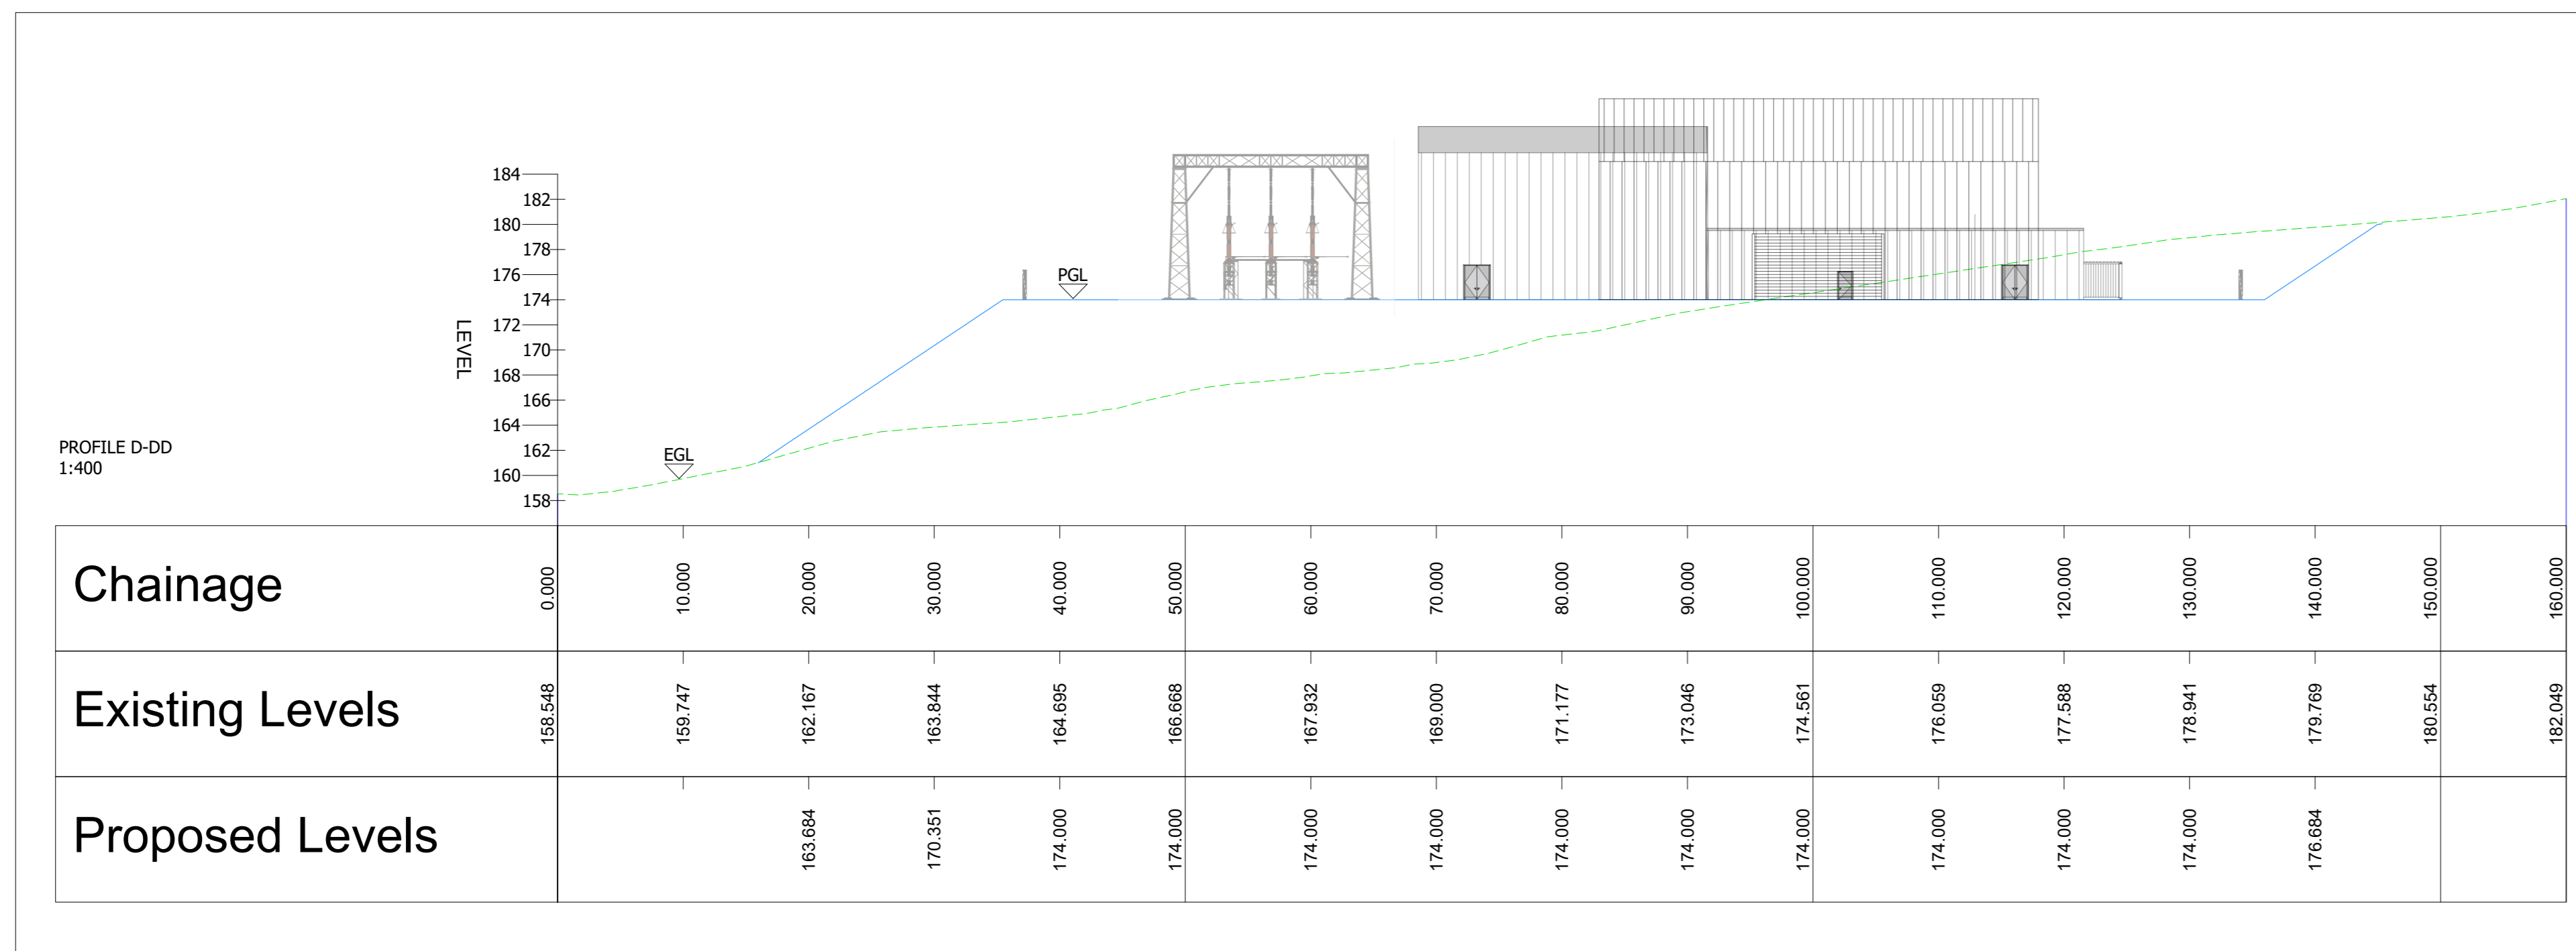 184
182
180
178
176
174
172
170
168
166
164
162
160
158
LEVEL
PGL
EGL
PROFILE D-DD
1:400
Chainage 0.000 10.000 20.000 30.000 40.000 50.000 60.000 70.000 80.000 90.000 100.000 110.000 120.000 130.000 140.000 150.000 160.000
Existing Levels 158.548 159.747 162.167 163.844 164.695 166.668 167.932 169.000 171.177 173.046 174.561 176.059 177.588 178.941 179.769 180.554 182.049
Proposed Levels 163.684 170.351 174.000 174.000 174.000 174.000 174.000 174.000 174.000 174.000 174.000 174.000 176.684